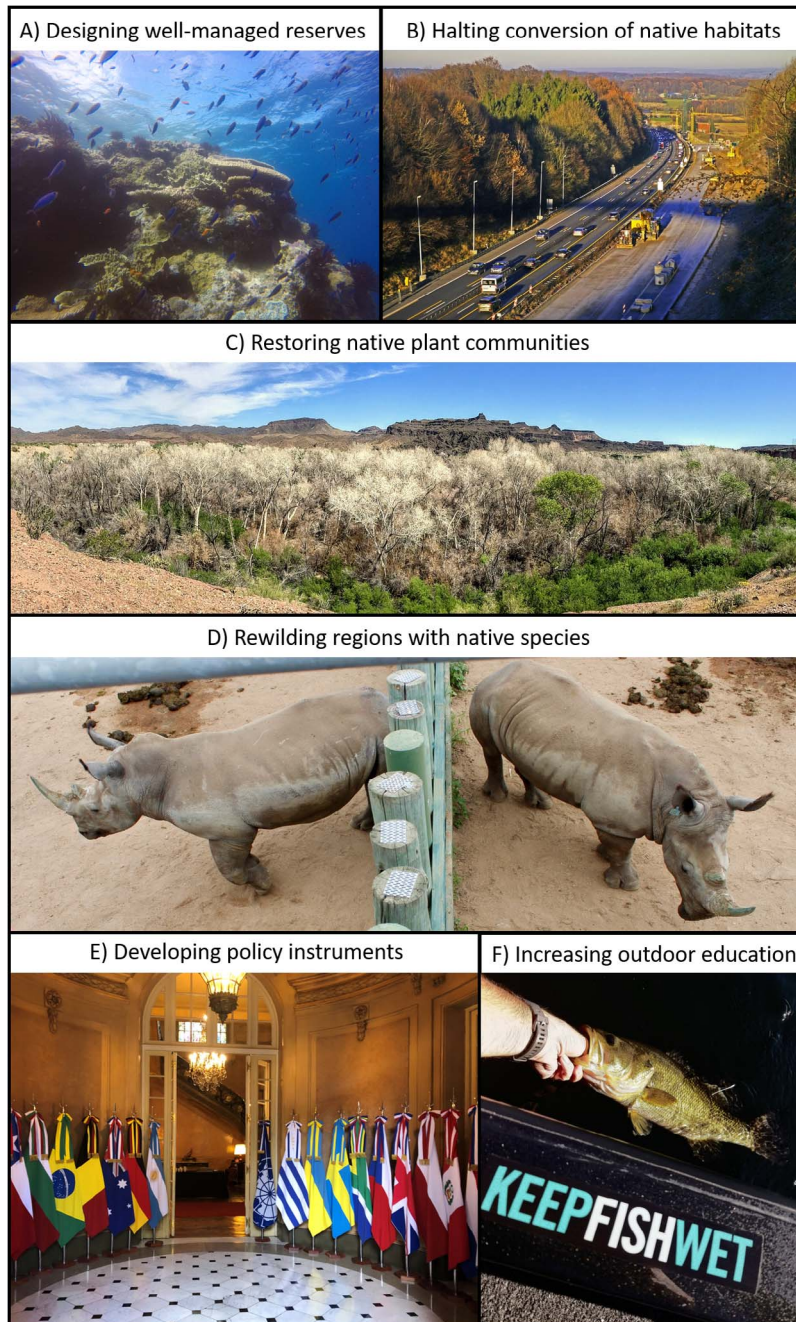 A) Designing well-managed reserves
B) Halting conversion of native habitats
C) Restoring native plant communities
D) Rewilding regions with native species
E) Developing policy instruments
F) Increasing outdoor education
KEEPFISHWET